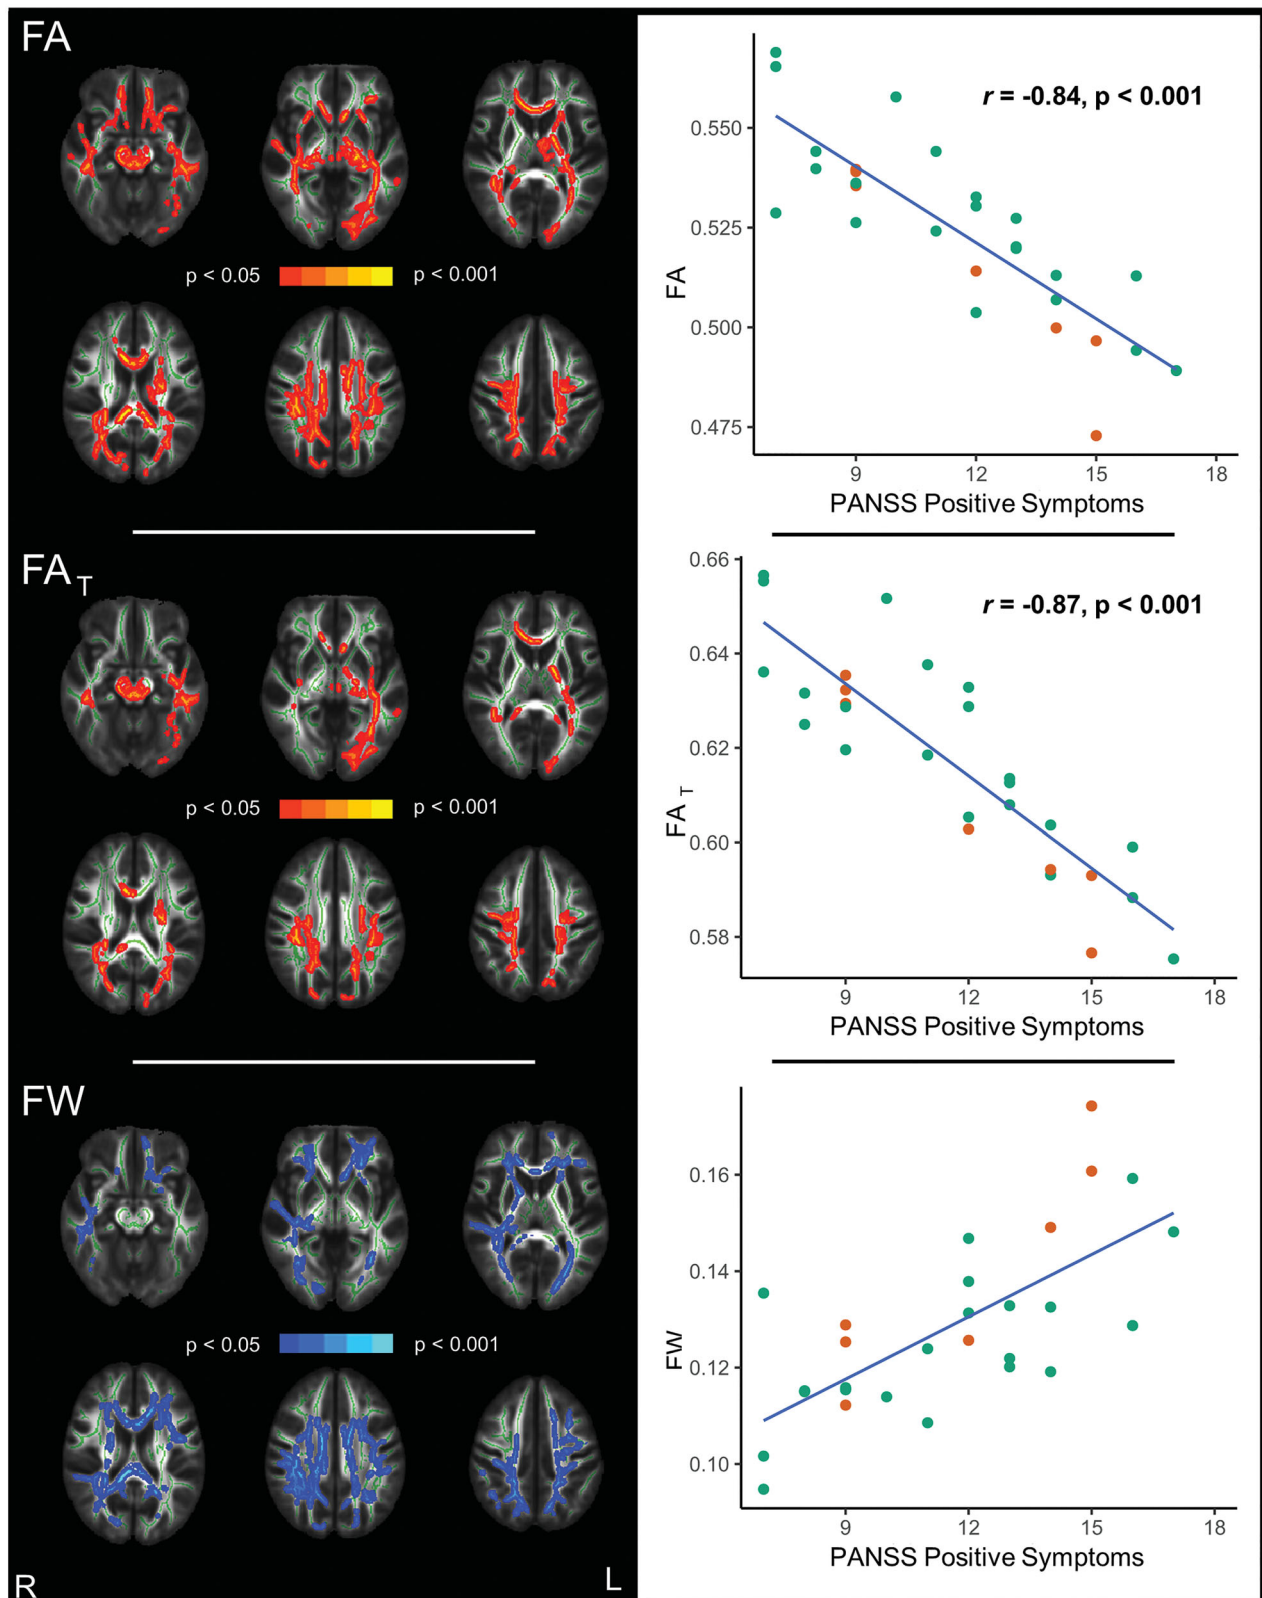 FA
p < 0.05
p < 0.001
r = -0.84, p < 0.001
0.550
0.525
0.500
0.475
FA
9 12 15 18
PANSS Positive Symptoms
FA T
p < 0.05
p < 0.001
r = -0.87, p < 0.001
0.66
0.64
0.62
0.60
0.58
FA T
9 12 15 18
PANSS Positive Symptoms
FW
p < 0.05
p < 0.001
0.16
0.14
0.12
0.10
FW
9 12 15 18
PANSS Positive Symptoms
R
L